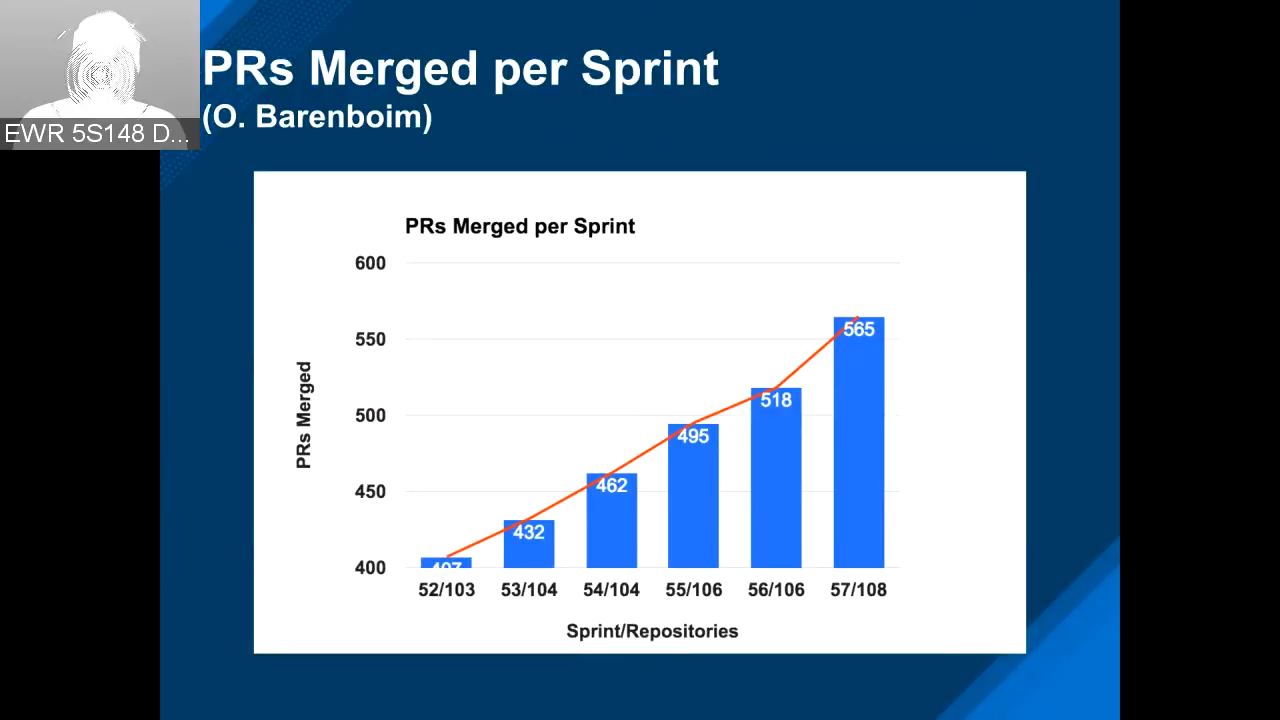 PRs Merged per Sprint
(O. Barenboim)
EWR 5S148 D...
PRs Merged per Sprint
600
550
500
450
400
PRs Merged
407
432
462
495
518
565
52/103
53/104
54/104
55/106
56/106
57/108
Sprint/Repositories